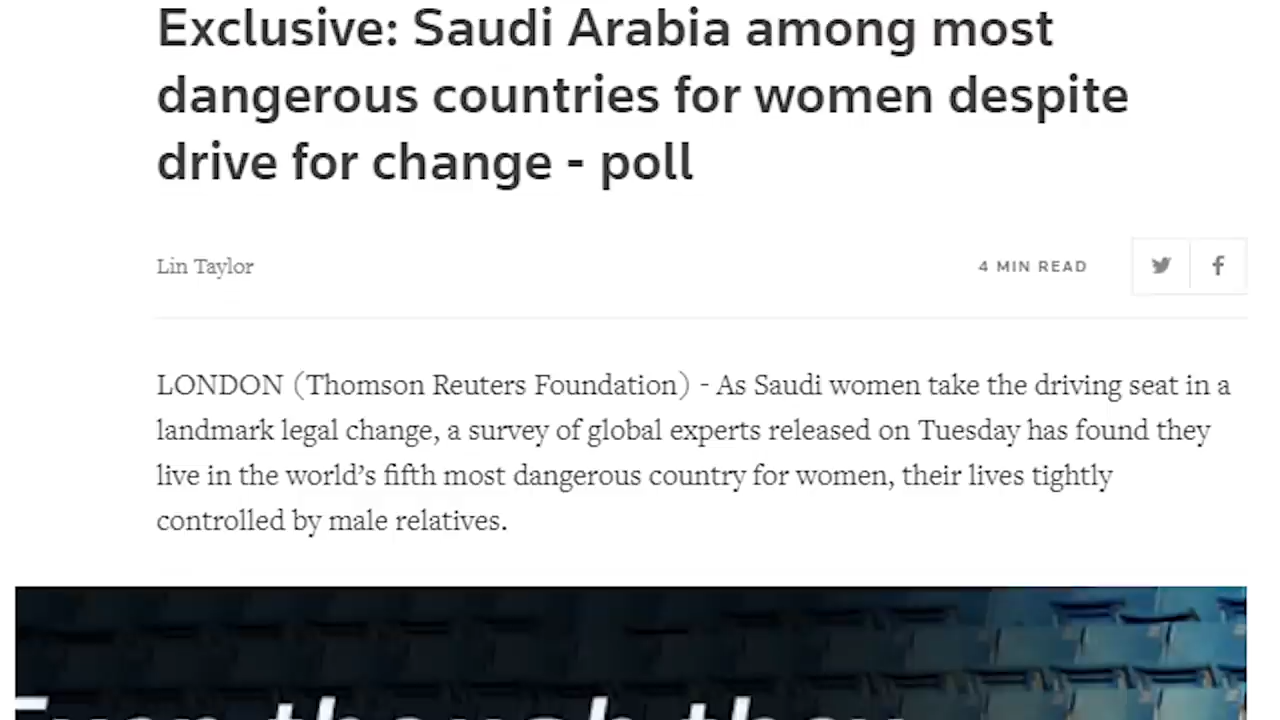 Exclusive: Saudi Arabia among most
dangerous countries for women despite
drive for change - poll
Lin Taylor
4 MIN READ
LONDON (Thomson Reuters Foundation) - As Saudi women take the driving seat in a
landmark legal change, a survey of global experts released on Tuesday has found they
live in the world’s fifth most dangerous country for women, their lives tightly
controlled by male relatives.
Even though they